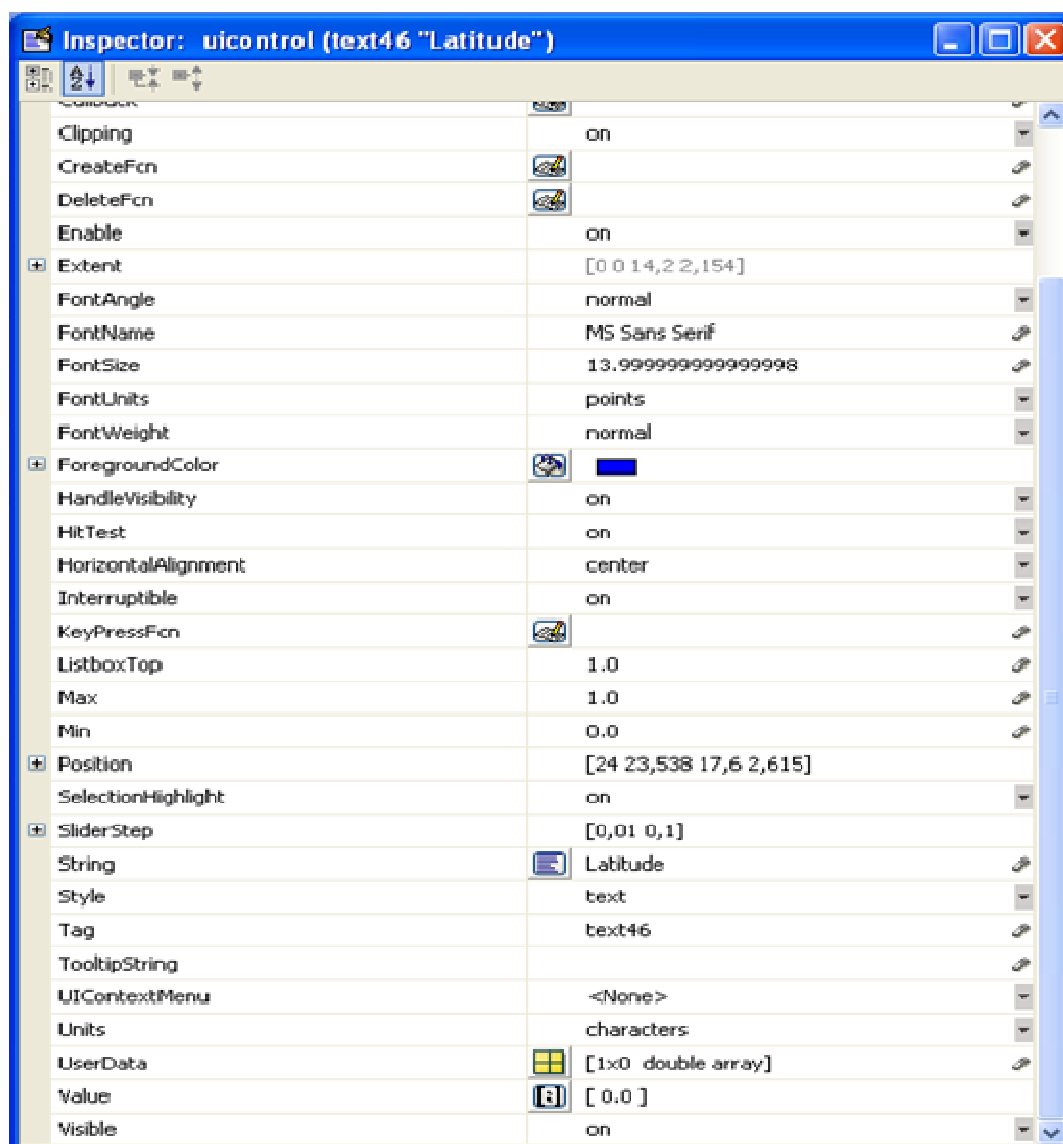 Inspector: uicontrol (text46 "Latitude")
Callback
Clipping on
CreateFcn
DeleteFcn
Enable on
Extent [0 0 14,2 2,154]
FontAngle normal
FontName MS Sans Serif
FontSize 13.999999999999998
FontUnits points
FontWeight normal
ForegroundColor
HandleVisibility on
HitTest on
HorizontalAlignment center
Interruptible on
KeyPressFcn
ListboxTop 1.0
Max 1.0
Min 0.0
Position [24 23,538 17,6 2,615]
SelectionHighlight on
SliderStep [0,01 0,1]
String Latitude
Style text
Tag text46
TooltipString
UIContextMenu <None>
Units characters
UserData [1x0 double array]
Value [ 0.0 ]
Visible on